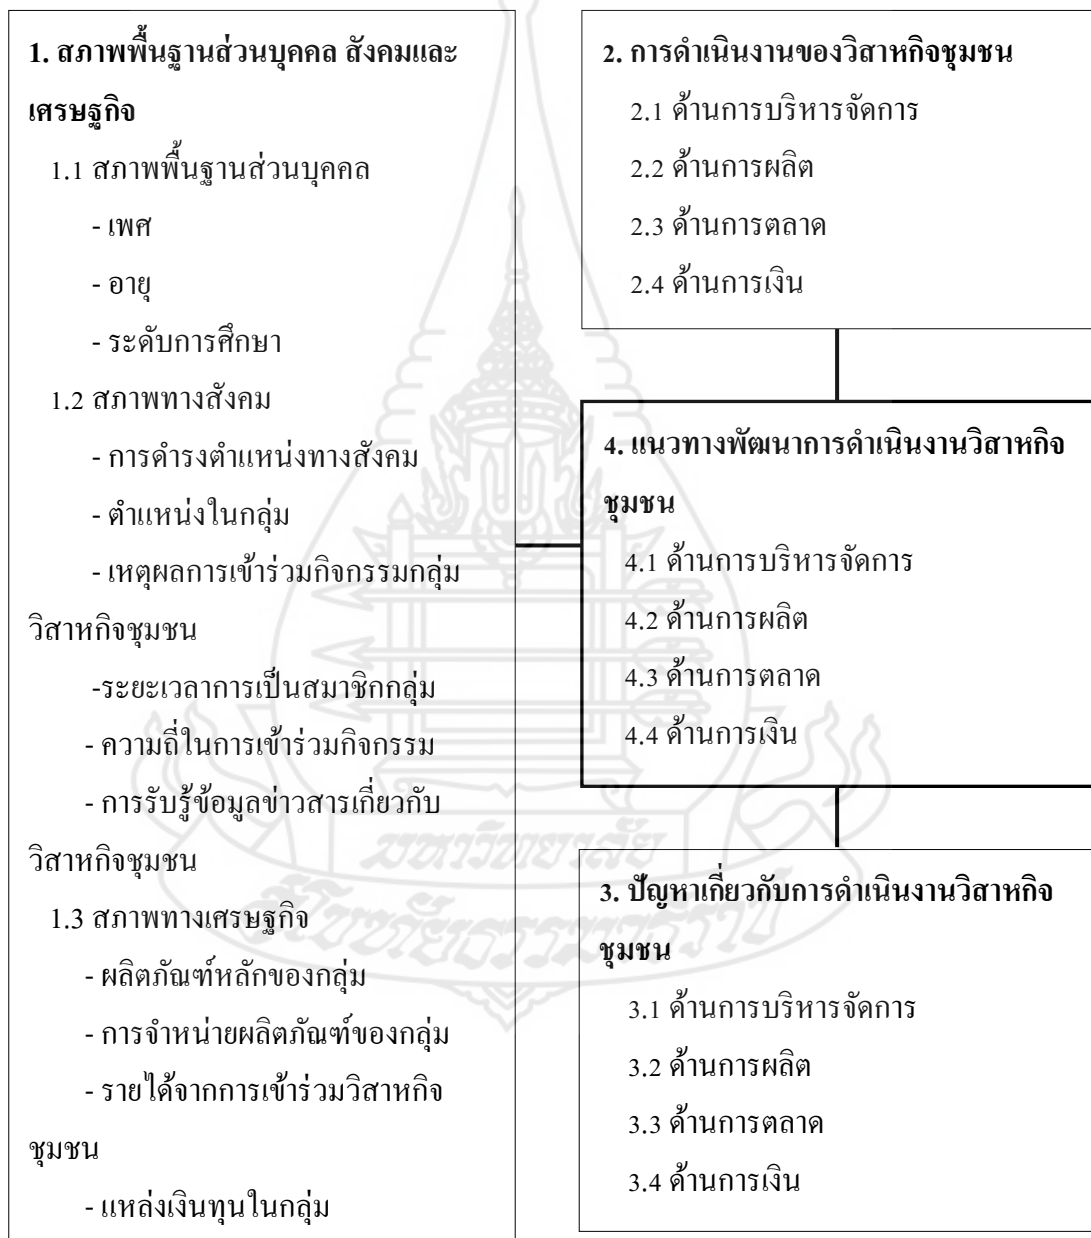 1. สภาพพื้นฐานส่วนบุคคล สังคมและ
เศรษฐกิจ
1.1 สภาพพื้นฐานส่วนบุคคล
- เพศ
- อายุ
- ระดับการศึกษา
1.2 สภาพทางสังคม
- การดำรงตำแหน่งทางสังคม
- ตำแหน่งในกลุ่ม
- เหตุผลการเข้าร่วมกิจกรรมกลุ่ม
วิสาหกิจชุมชน
-ระยะเวลาการเป็นสมาชิกกลุ่ม
- ความถี่ในการเข้าร่วมกิจกรรม
- การรับรู้ข้อมูลข่าวสารเกี่ยวกับ
วิสาหกิจชุมชน
1.3 สภาพทางเศรษฐกิจ
- ผลิตภัณฑ์หลักของกลุ่ม
- การจำหน่ายผลิตภัณฑ์ของกลุ่ม
- รายได้จากการเข้าร่วมวิสาหกิจ
ชุมชน
- แหล่งเงินทุนในกลุ่ม
2. การดำเนินงานของวิสาหกิจชุมชน
2.1 ด้านการบริหารจัดการ
2.2 ด้านการผลิต
2.3 ด้านการตลาด
2.4 ด้านการเงิน
4. แนวทางพัฒนาการดำเนินงานวิสาหกิจ
ชุมชน
4.1 ด้านการบริหารจัดการ
4.2 ด้านการผลิต
4.3 ด้านการตลาด
4.4 ด้านการเงิน
3. ปัญหาเกี่ยวกับการดำเนินงานวิสาหกิจ
ชุมชน
3.1 ด้านการบริหารจัดการ
3.2 ด้านการผลิต
3.3 ด้านการตลาด
3.4 ด้านการเงิน
มหาวิทยาลัย
สุโขทัยธรรมาธิราช